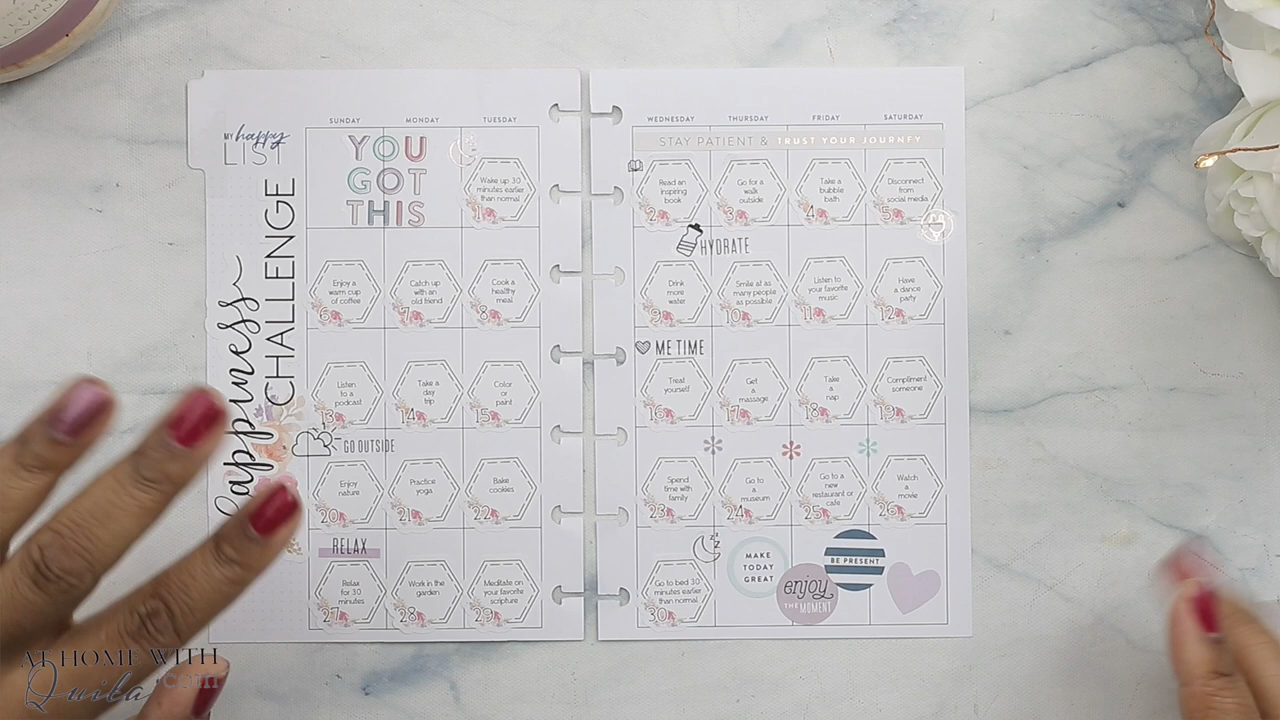 MY happy
LIST
happiness
CHALLENGE
SUNDAY MONDAY TUESDAY
YOU
GOT
THIS
Wake up 30
minutes earlier
than normal
1
WEDNESDAY THURSDAY FRIDAY SATURDAY
STAY PATIENT & TRUST YOUR JOURNEY
Read an
inspiring
book
2
Go for a
walk
outside
3
Take a
bubble
bath
4
Disconnect
from
social media
5
Enjoy a
warm cup
of coffee
6
Catch up
with an
old friend
7
Cook a
healthy
meal
8
HYDRATE
Drink
more
water
9
Smile at as
many people
as possible
10
Listen to
your favorite
music
11
Have
a dance
party
12
Listen
to a
podcast
13
Take a
day
trip
14
Color
or
paint
15
ME TIME
Treat
yourself
16
Get
a
massage
17
Take
a
nap
18
Compliment
someone
19
GO OUTSIDE
Enjoy
nature
20
Practice
yoga
21
Bake
cookies
22
Spend
time with
family
23
Go to
a
museum
24
Go to a
new
restaurant or
cafe
25
Watch
a
movie
26
RELAX
Relax
for 30
minutes
27
Work in the
garden
28
Meditate on
your favorite
scripture
29
Go to bed 30
minutes earlier
than normal
30
MAKE
TODAY
GREAT
enjoy
THE MOMENT
BE PRESENT
AT HOME WITH
Quita .com